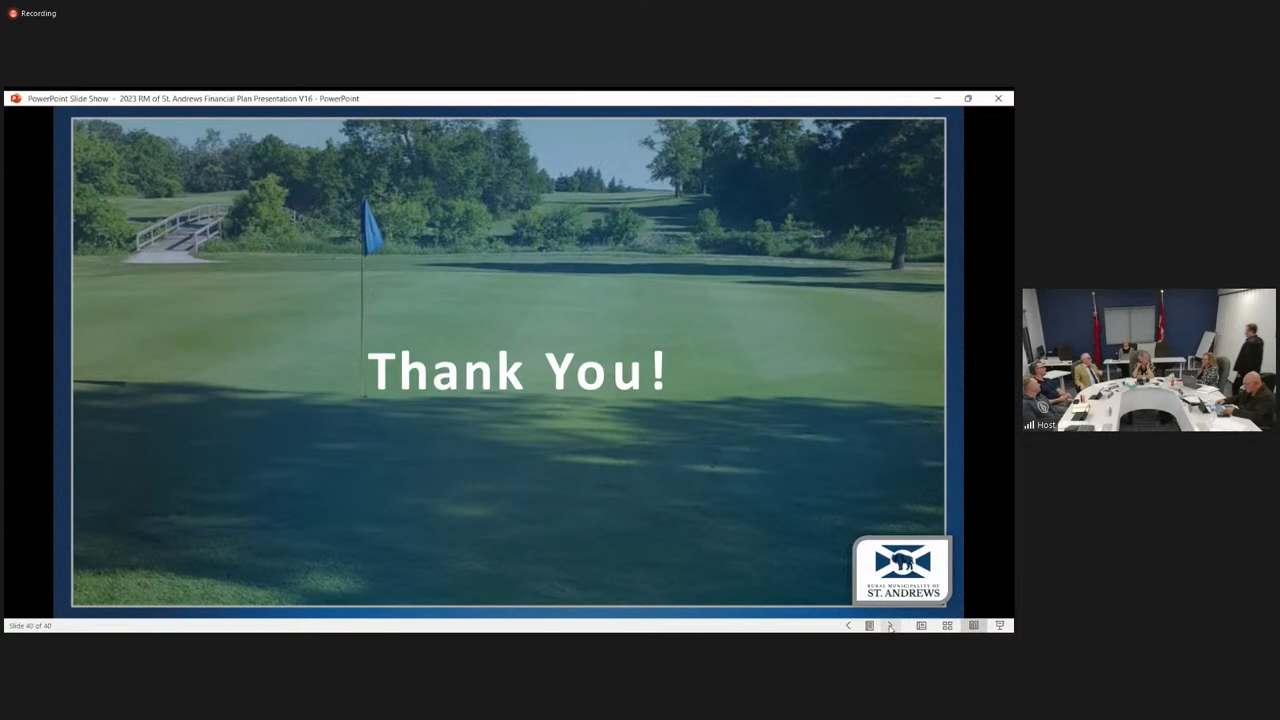 Recording
PowerPoint Slide Show - 2023 RM of St. Andrews Financial Plan Presentation V16 - PowerPoint
Thank You!
RURAL MUNICIPALITY OF
ST. ANDREWS
Host
Slide 40 of 40